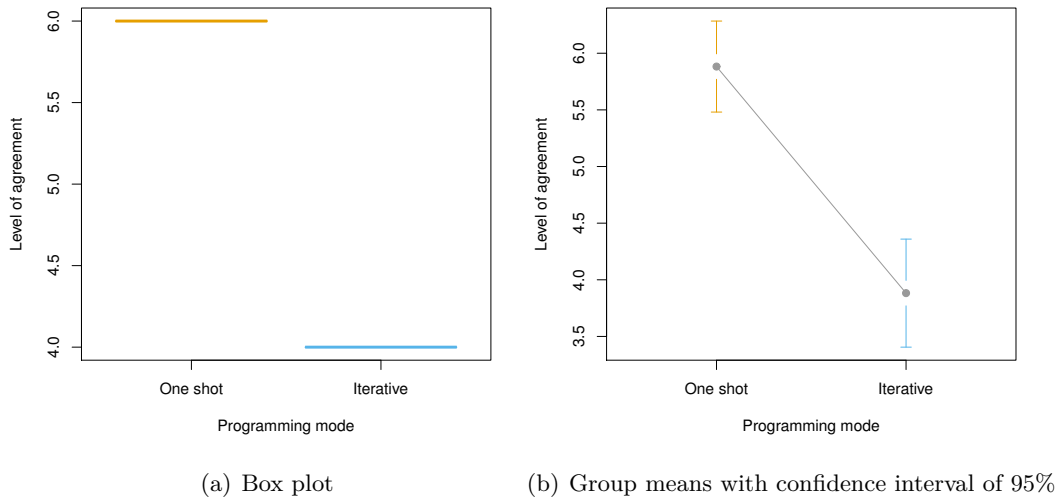 Level of agreement
6.0
5.5
5.0
4.5
4.0
One shot Iterative
Programming mode
(a) Box plot
Level of agreement
6.0
5.5
5.0
4.5
4.0
3.5
One shot Iterative
Programming mode
(b) Group means with confidence interval of 95%